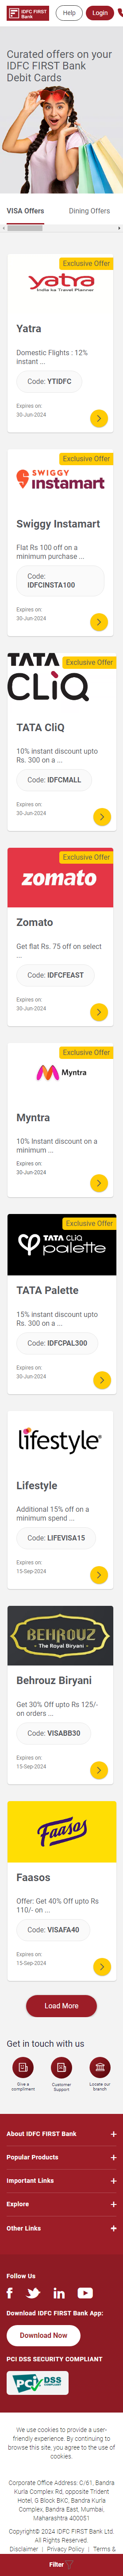 IDFC FIRST
Bank
Help
Login
Curated offers on your
IDFC FIRST Bank
Debit Cards
VISA Offers
Dining Offers
Exclusive Offer
yatra
India ka Travel Planner
Yatra
Domestic Flights : 12%
instant ...
Code: YTIDFC
Expires on:
30-Jun-2024
Exclusive Offer
SWIGGY
instamart
Swiggy Instamart
Flat Rs 100 off on a
minimum purchase ...
Code:
IDFCINSTA100
Expires on:
30-Jun-2024
Exclusive Offer
TATA
CLiQ
TATA CliQ
10% instant discount upto
Rs. 300 on a ...
Code: IDFCMALL
Expires on:
30-Jun-2024
Exclusive Offer
zomato
Zomato
Get flat Rs. 75 off on select
...
Code: IDFCFEAST
Expires on:
30-Jun-2024
Exclusive Offer
Myntra
Myntra
10% Instant discount on a
minimum ...
Expires on:
30-Jun-2024
Exclusive Offer
TATA CLiQ
palette
TATA Palette
15% instant discount upto
Rs. 300 on a ...
Code: IDFCPAL300
Expires on:
30-Jun-2024
lifestyle
Lifestyle
Additional 15% off on a
minimum spend ...
Code: LIFEVISA15
Expires on:
15-Sep-2024
BEHROUZ
The Royal Biryani
Behrouz Biryani
Get 30% Off upto Rs 125/-
on orders ...
Code: VISABB30
Expires on:
15-Sep-2024
Faasos
Faasos
Offer: Get 40% Off upto Rs
110/- on ...
Code: VISAFA40
Expires on:
15-Sep-2024
Load More
Get in touch with us
Give a
compliment
Customer
Support
Locate our
branch
About IDFC FIRST Bank
Popular Products
Important Links
Explore
Other Links
Follow Us
Download IDFC FIRST Bank App:
Download Now
PCI DSS SECURITY COMPLIANT
PCI DSS
COMPLIANT
We use cookies to provide a user-
friendly experience. By continuing to
browse this site, you agree to the use of
cookies.
Corporate Office Address: C/61, Bandra
Kurla Complex Rd, opposite Trident
Hotel, G Block BKC, Bandra Kurla
Complex, Bandra East, Mumbai,
Maharashtra 400051
Copyright© 2024 IDFC FIRST Bank Ltd.
All Rights Reserved.
Disclaimer | Privacy Policy | Terms &
Filter